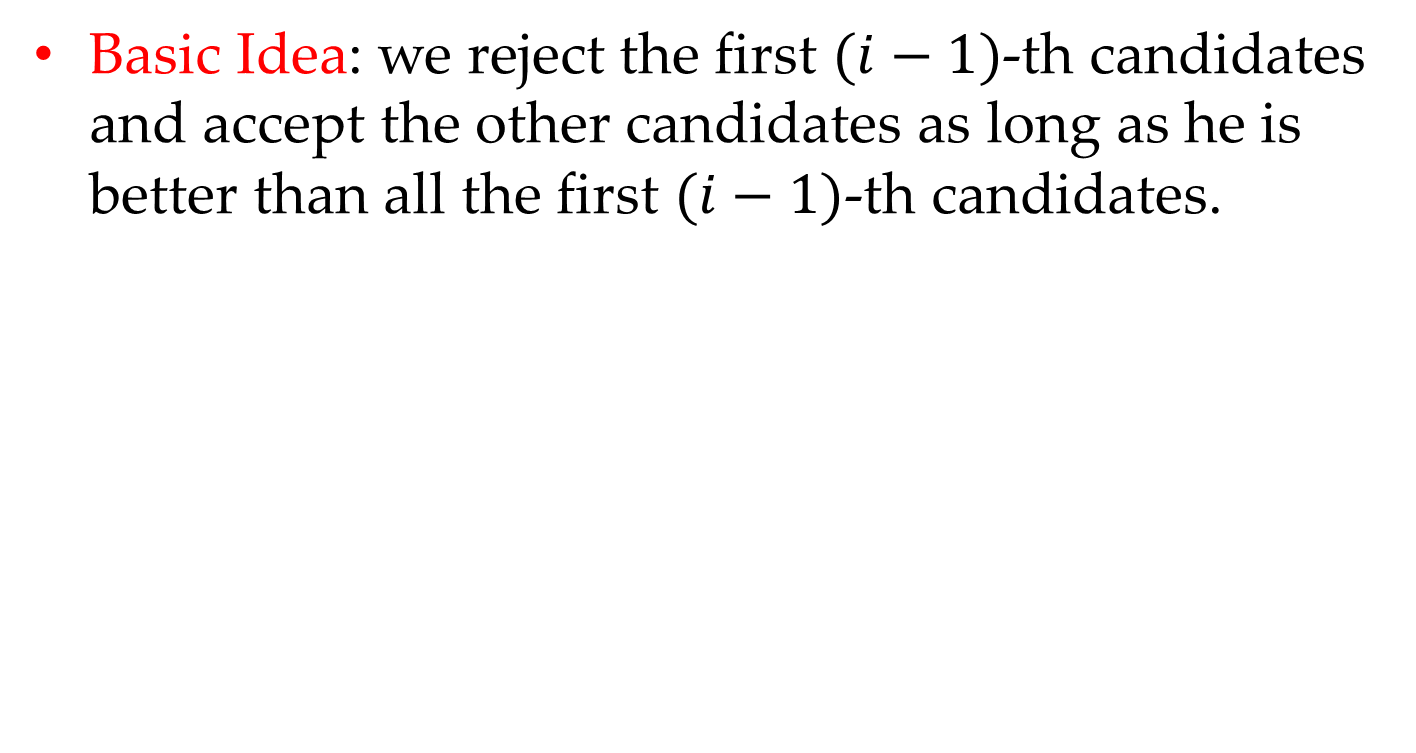 • Basic Idea: we reject the first (i − 1)-th candidates
and accept the other candidates as long as he is
better than all the first (i − 1)-th candidates.